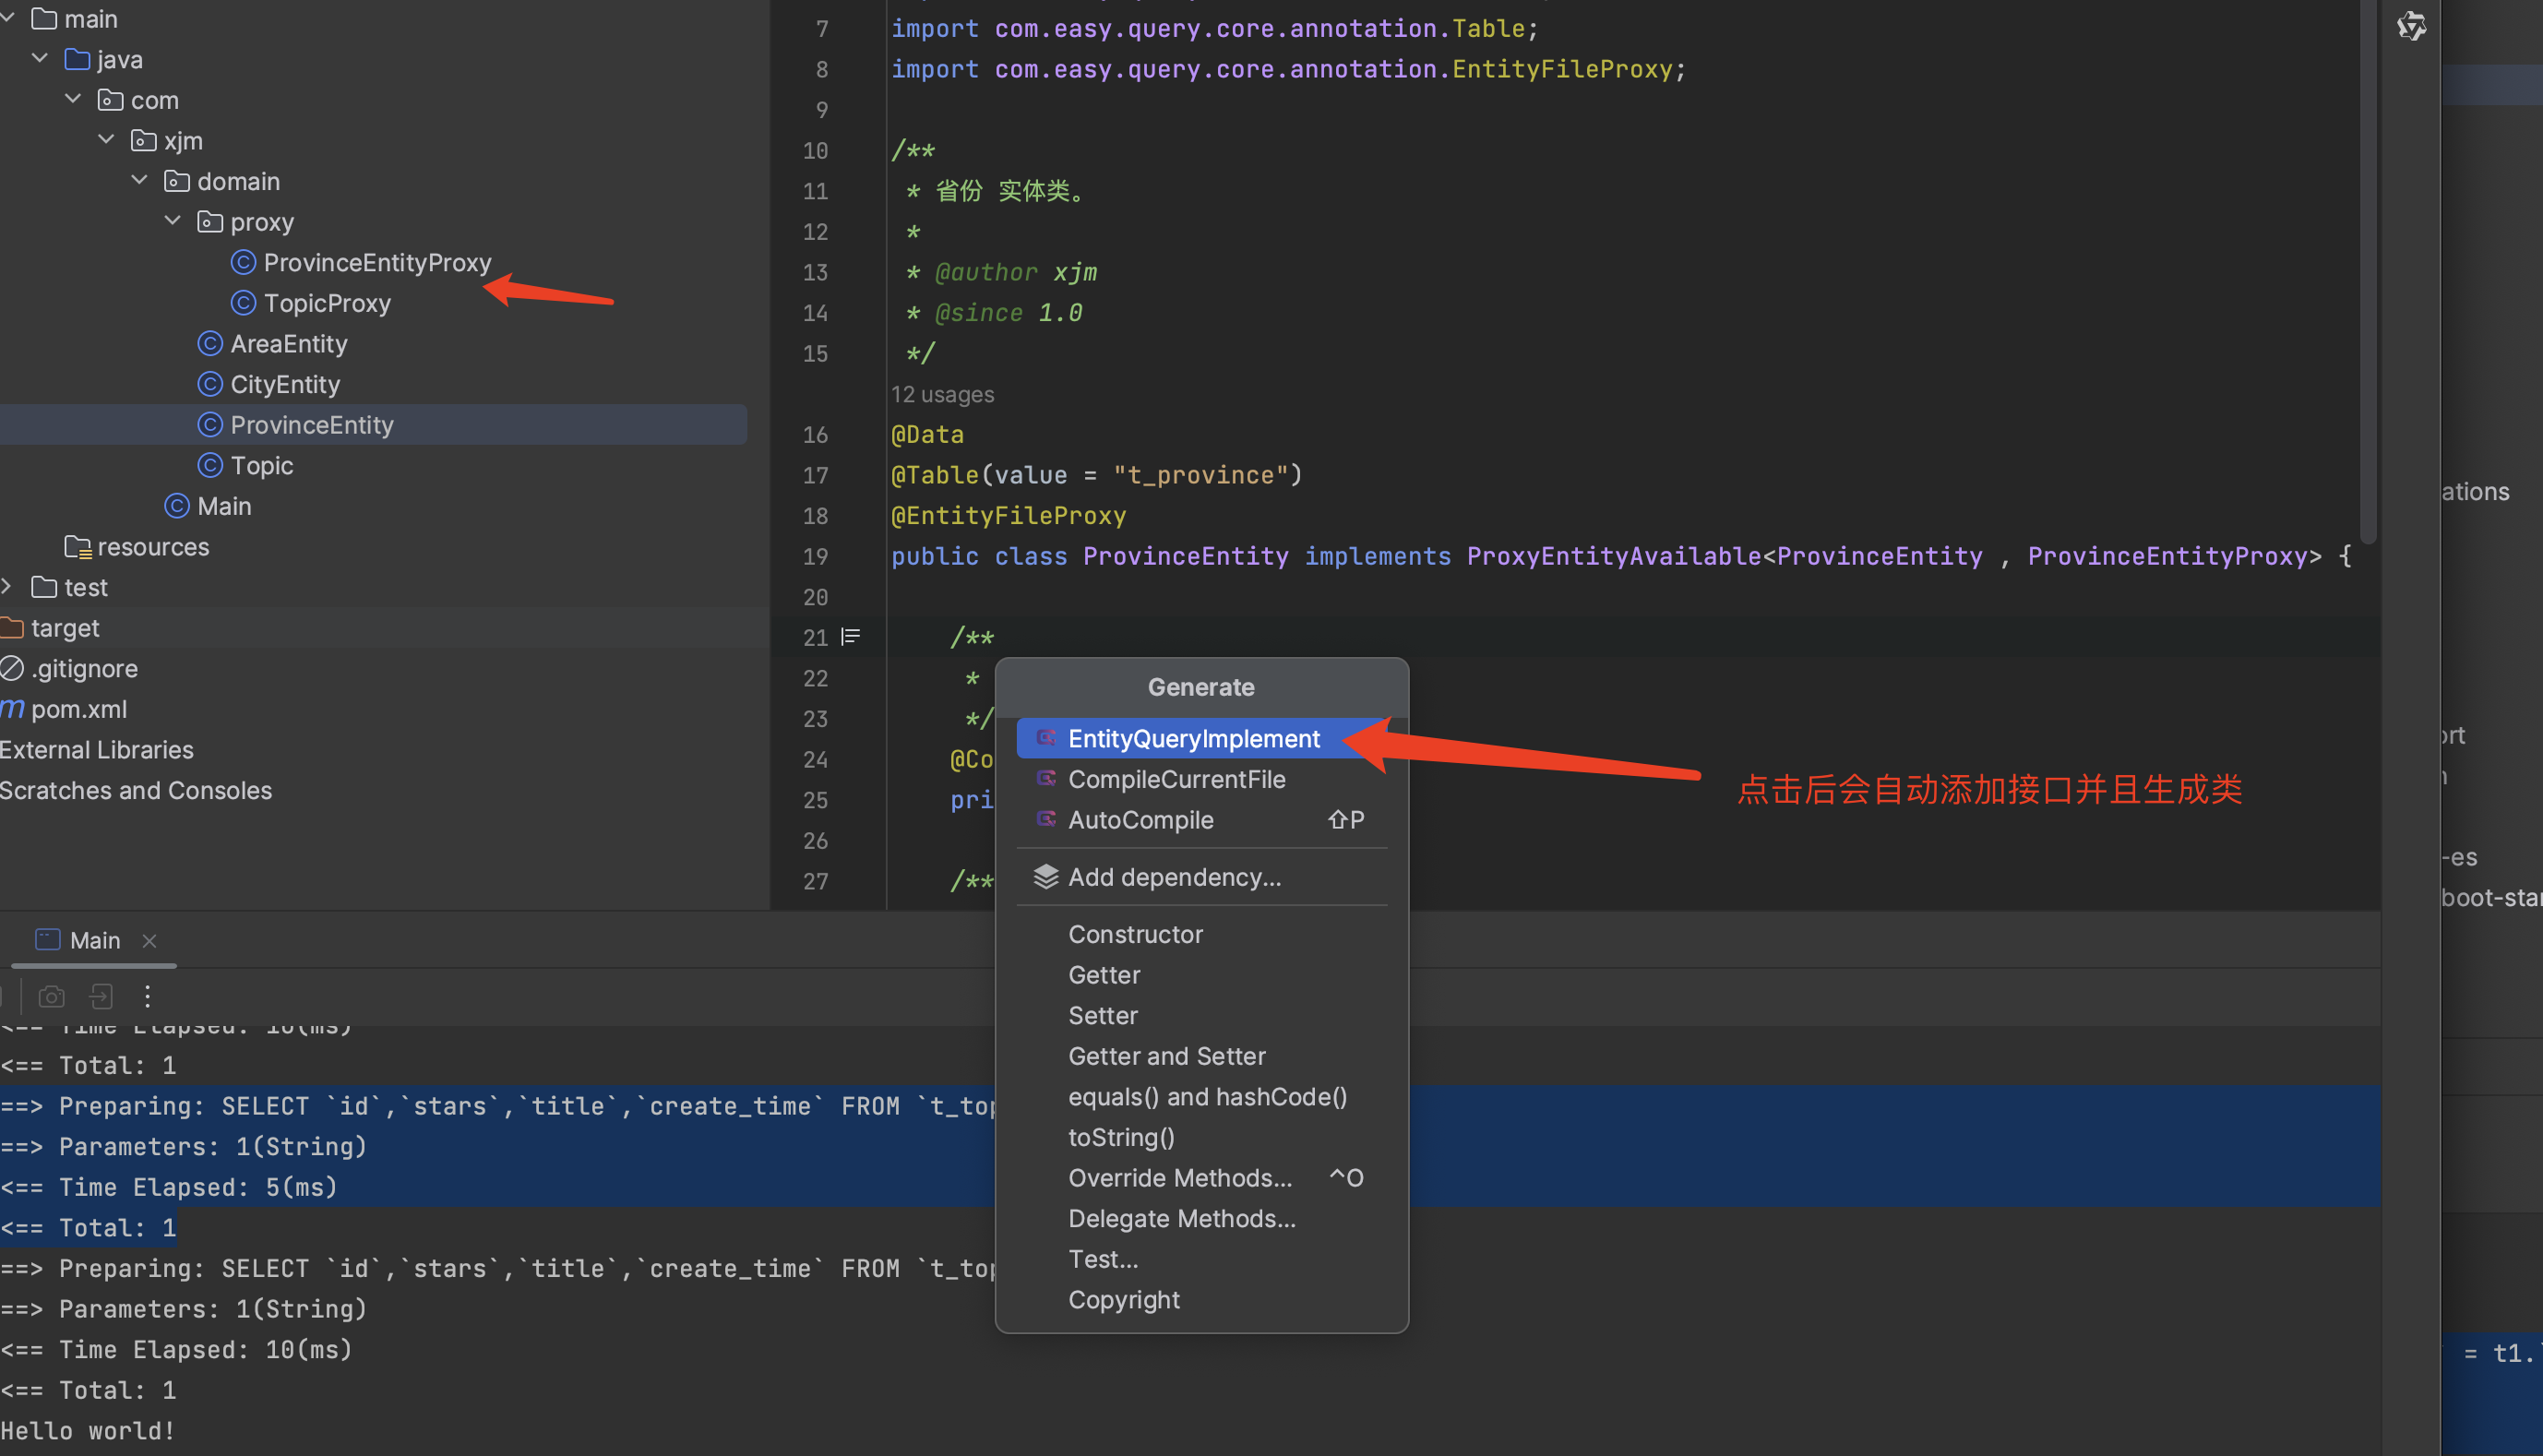 main
java
com
xjm
domain
proxy
ProvinceEntityProxy
TopicProxy
AreaEntity
CityEntity
ProvinceEntity
Topic
Main
resources
test
target
.gitignore
pom.xml
External Libraries
Scratches and Consoles
7 import com.easy.query.core.annotation.Table;
8 import com.easy.query.core.annotation.EntityFileProxy;
9
10 /**
11 * 省份 实体类。
12 *
13 * @author xjm
14 * @since 1.0
15 */
12 usages
16 @Data
17 @Table(value = "t_province")
18 @EntityFileProxy
19 public class ProvinceEntity implements ProxyEntityAvailable<ProvinceEntity , ProvinceEntityProxy> {
20
21 /**
22 *
23 */
24 @Co
25 pri
26
27 /**
Generate
EntityQueryImplement
CompileCurrentFile
AutoCompile ⇧P
Add dependency...
Constructor
Getter
Setter
Getter and Setter
equals() and hashCode()
toString()
Override Methods... ^O
Delegate Methods...
Test...
Copyright
点击后会自动添加接口并且生成类
Main
<== Time Elapsed: 10(ms)
<== Total: 1
==> Preparing: SELECT `id`,`stars`,`title`,`create_time` FROM `t_top
==> Parameters: 1(String)
<== Time Elapsed: 5(ms)
<== Total: 1
==> Preparing: SELECT `id`,`stars`,`title`,`create_time` FROM `t_top
==> Parameters: 1(String)
<== Time Elapsed: 10(ms)
<== Total: 1
Hello world!
ations
ort
-es
boot-star
= t1.`